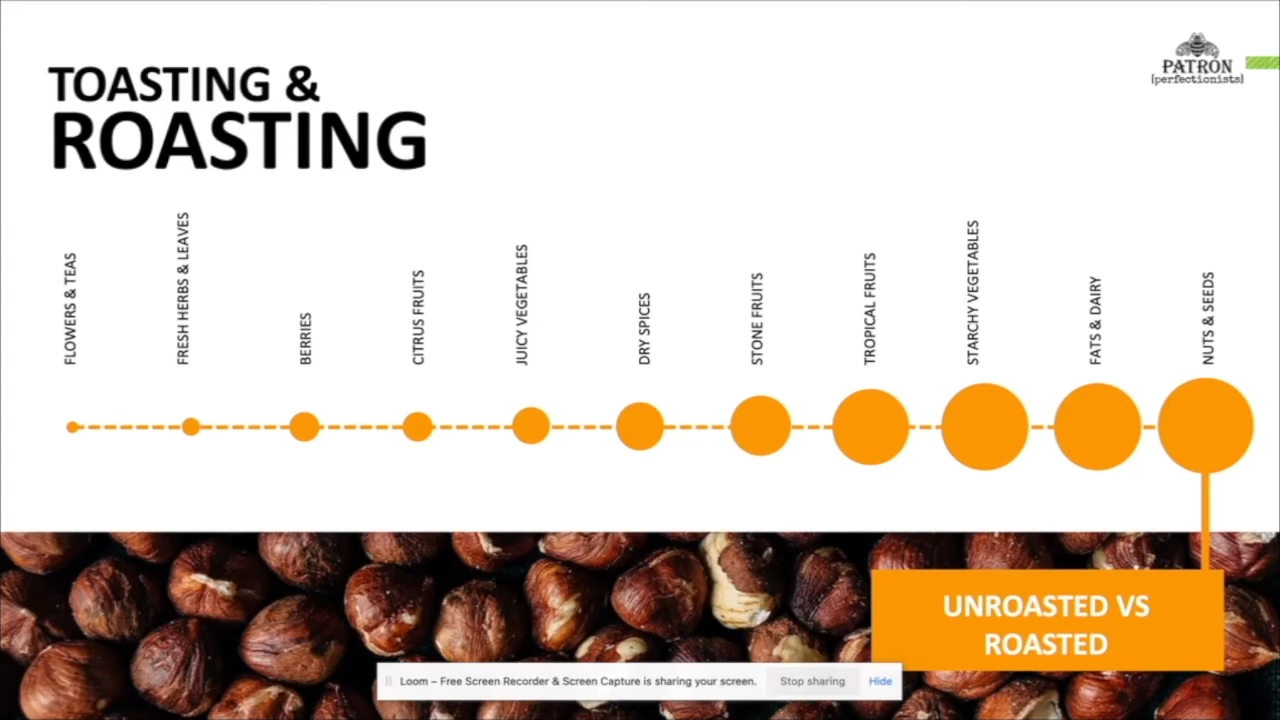 TOASTING &
ROASTING
PATRON
[perfectionists]
FLOWERS & TEAS
FRESH HERBS & LEAVES
BERRIES
CITRUS FRUITS
JUICY VEGETABLES
DRY SPICES
STONE FRUITS
TROPICAL FRUITS
STARCHY VEGETABLES
FATS & DAIRY
NUTS & SEEDS
UNROASTED VS
ROASTED
Loom – Free Screen Recorder & Screen Capture is sharing your screen. Stop sharing Hide